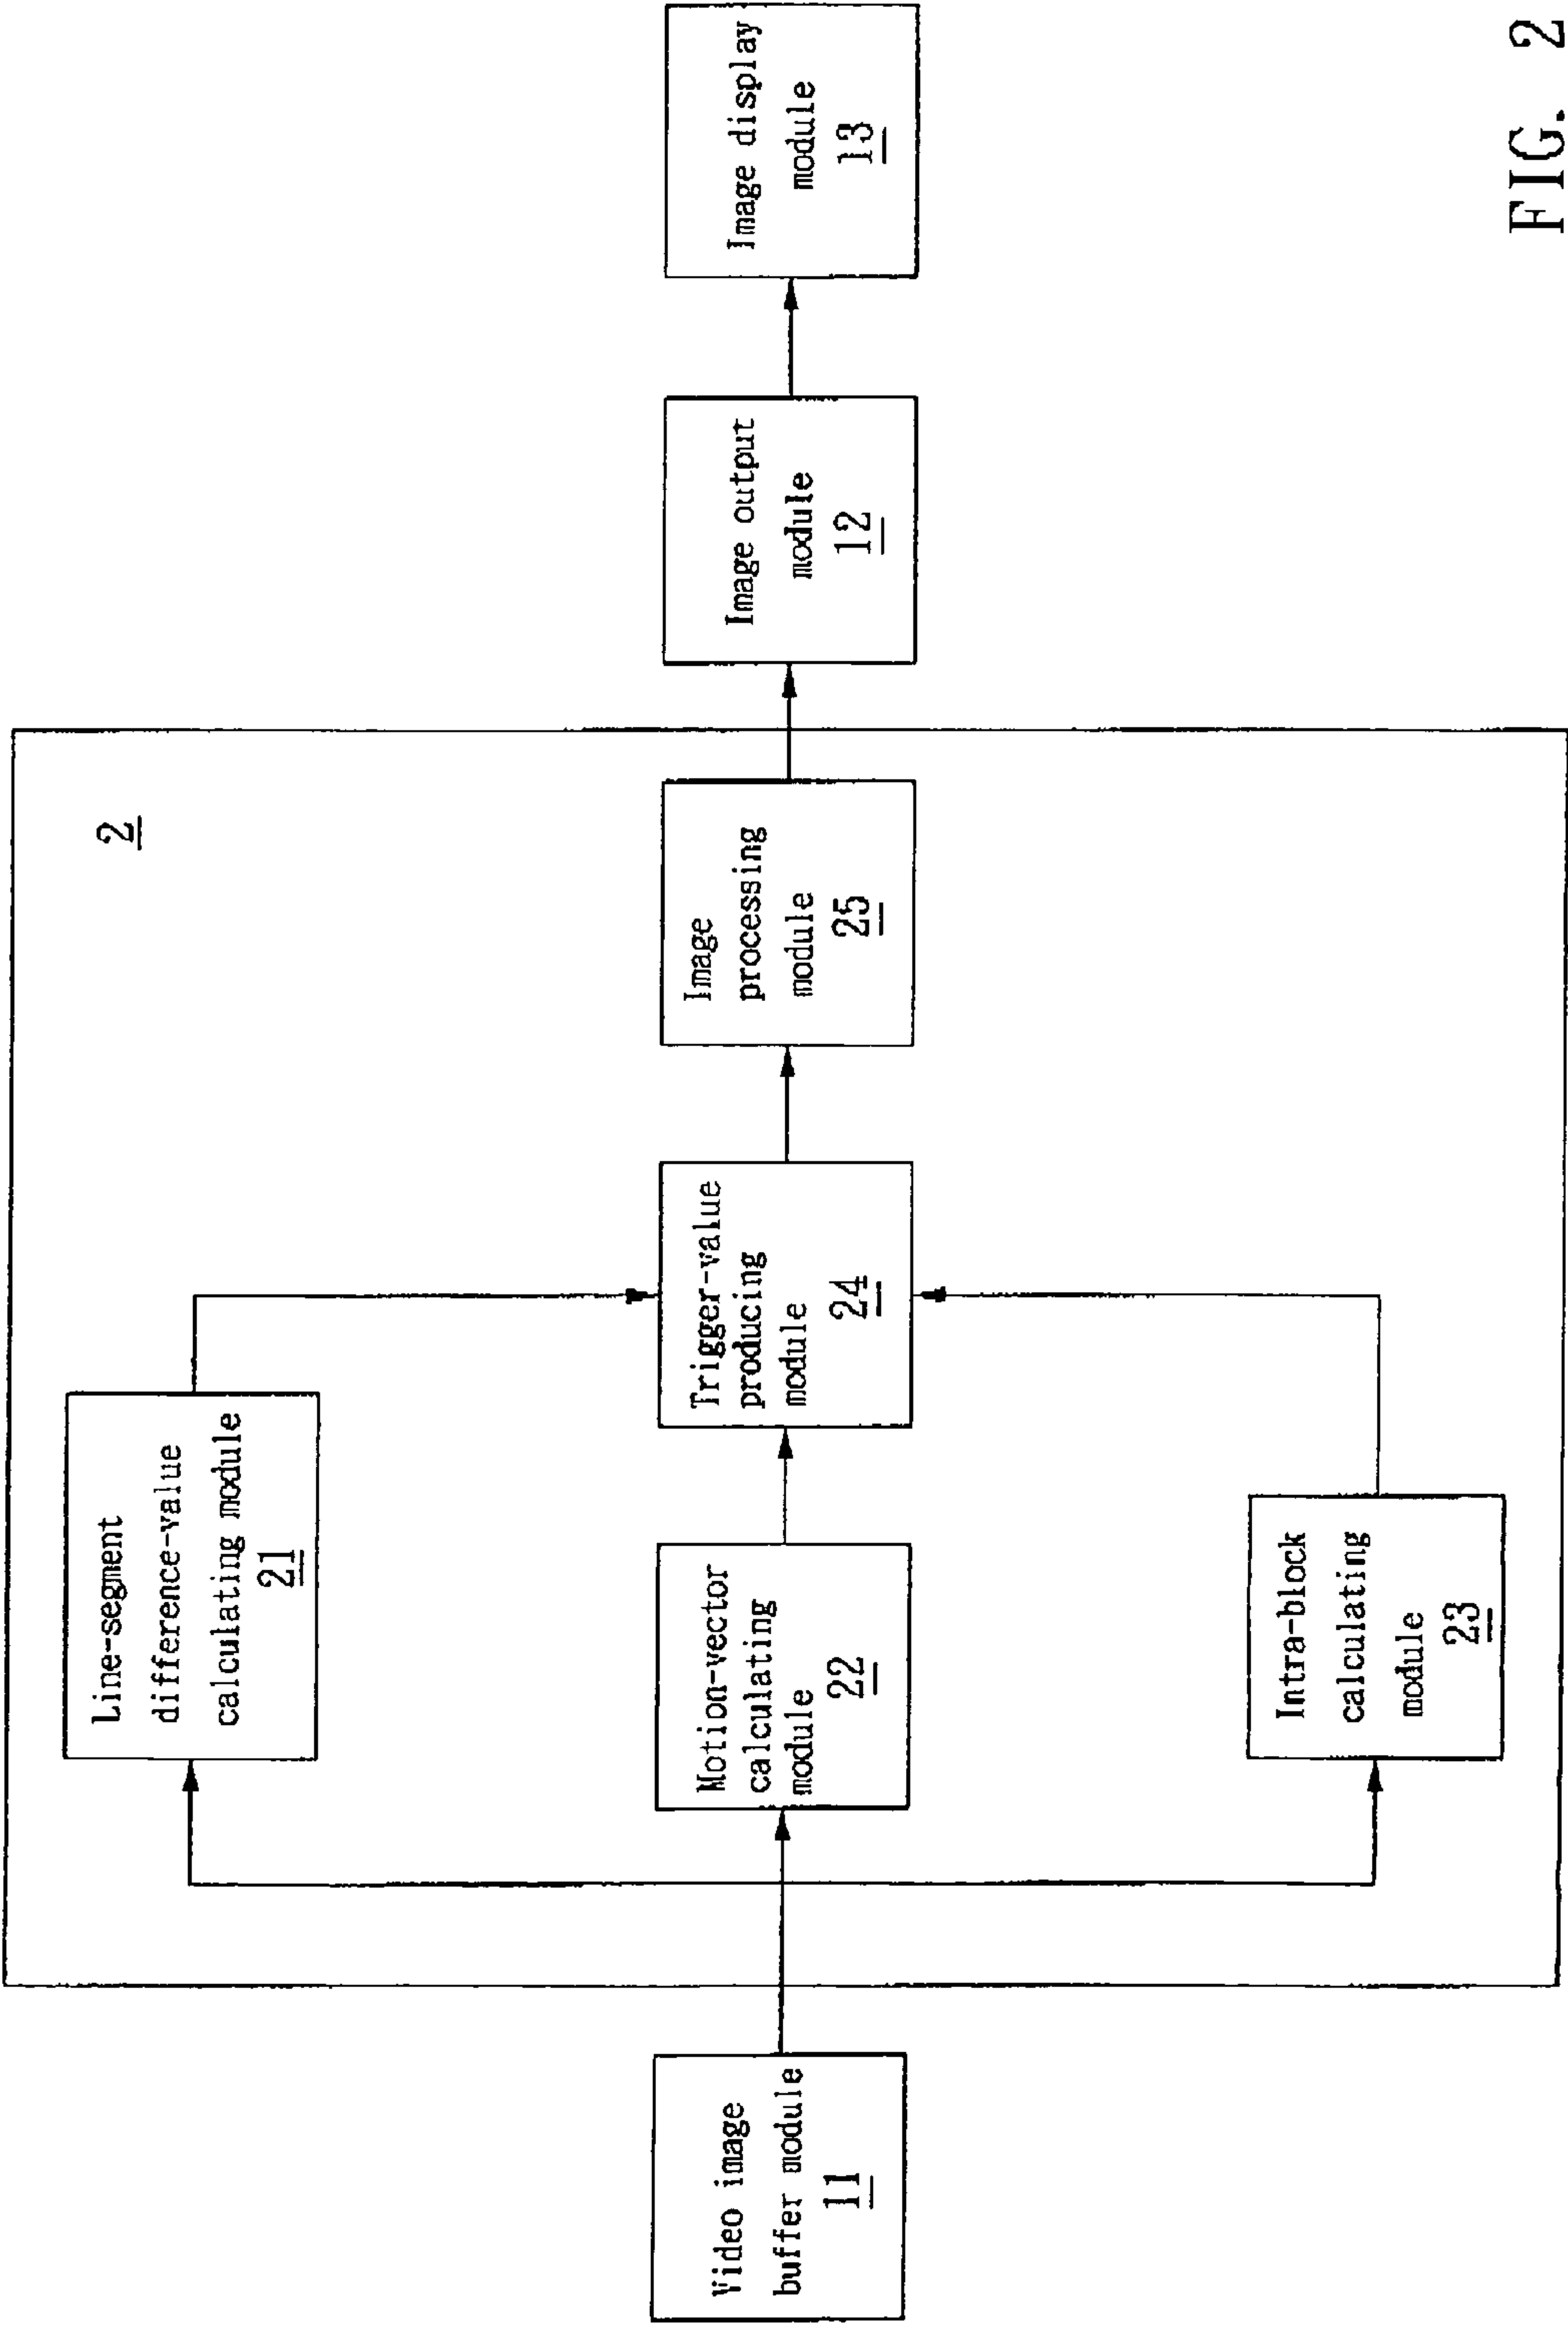 Video image
buffer module
11
2
Line-segment
difference-value
calculating module
21
Motion-vector
calculating
module
22
Intra-block
calculating
module
23
Trigger-value
producing
module
24
Image
processing
module
25
Image output
module
12
Image display
module
13
FIG. 2